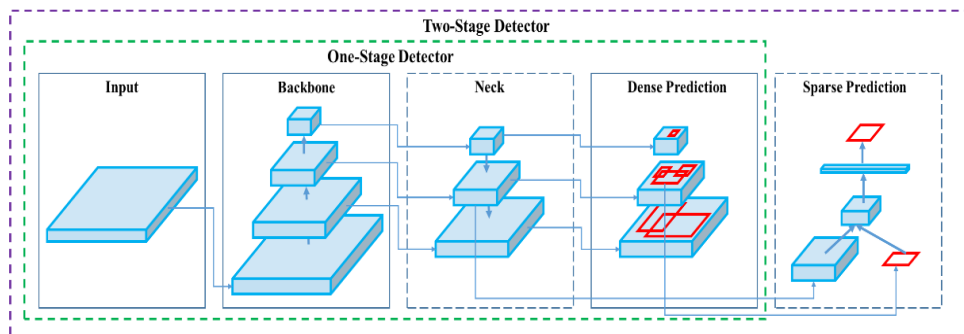 Two-Stage Detector
One-Stage Detector
Input
Backbone
Neck
Dense Prediction
Sparse Prediction